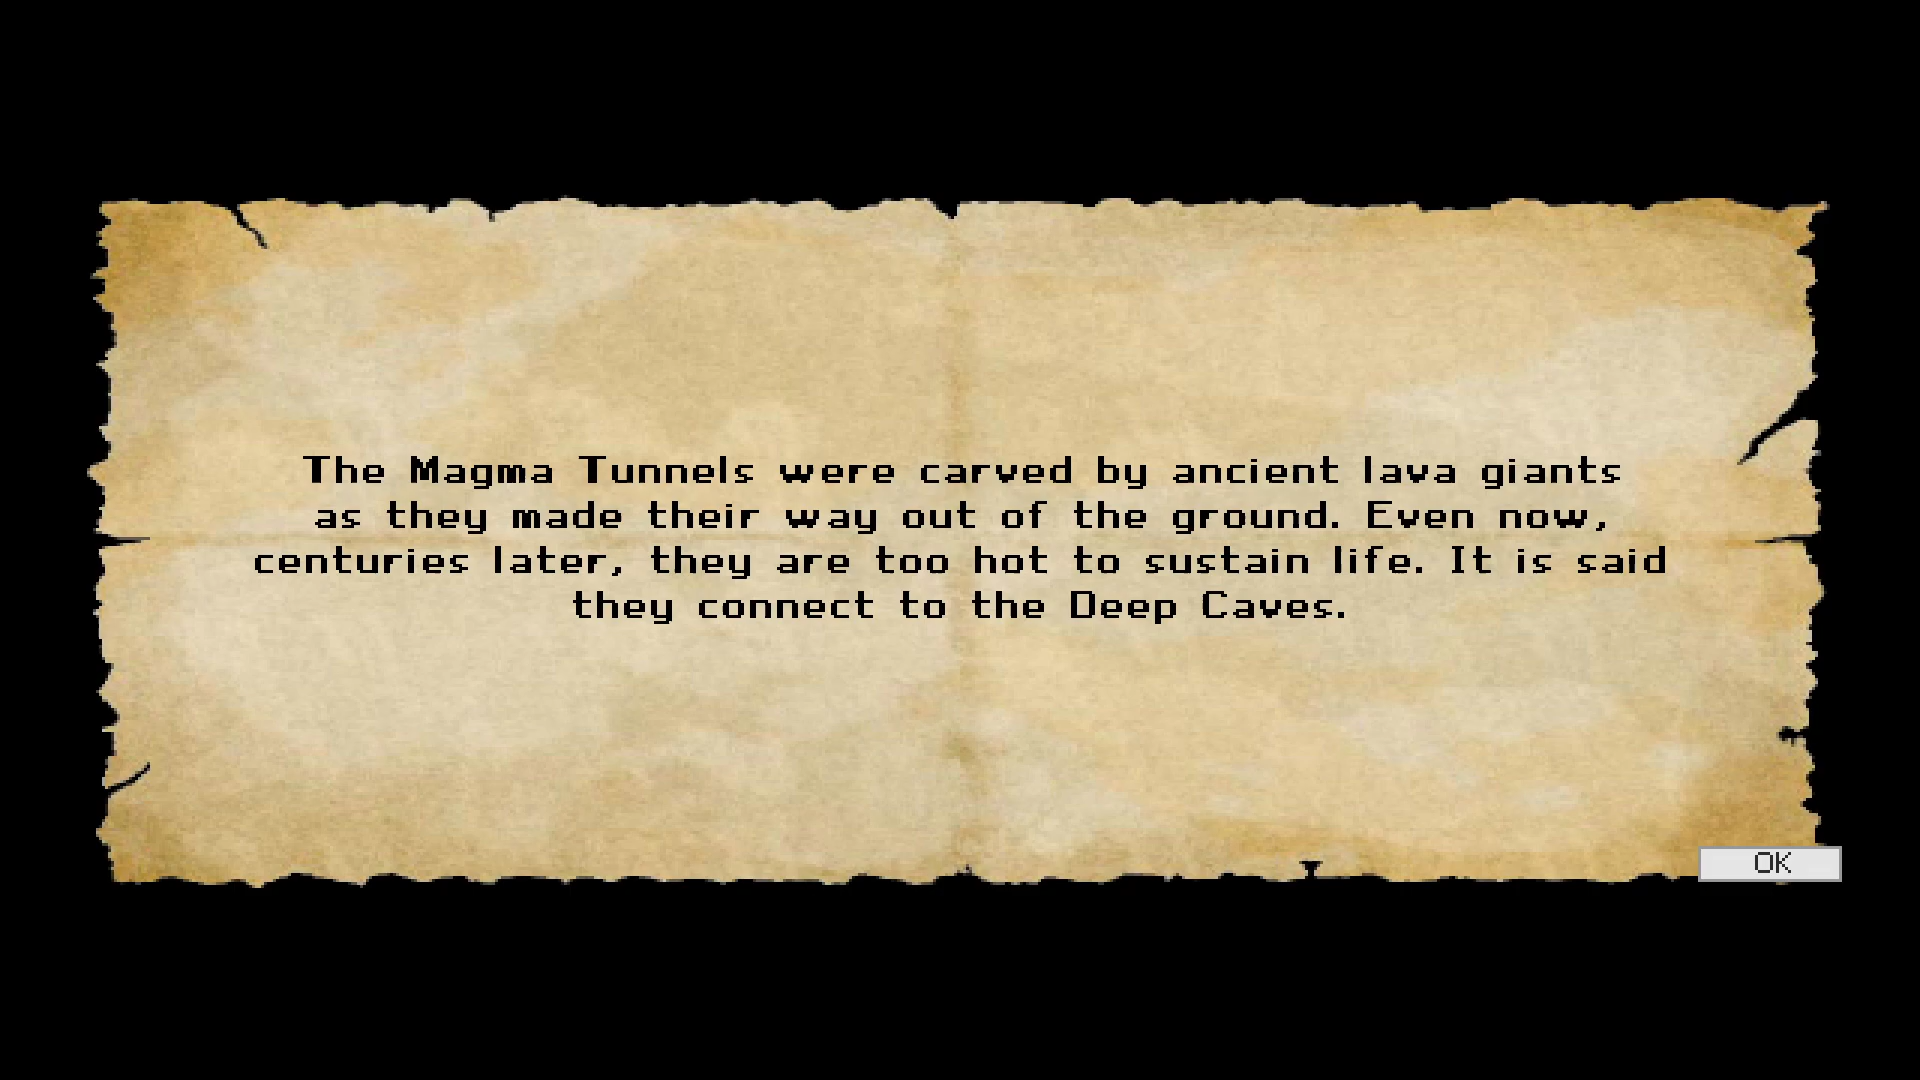 The Magma Tunnels were carved by ancient lava giants
as they made their way out of the ground. Even now,
centuries later, they are too hot to sustain life. It is said
they connect to the Deep Caves.
OK